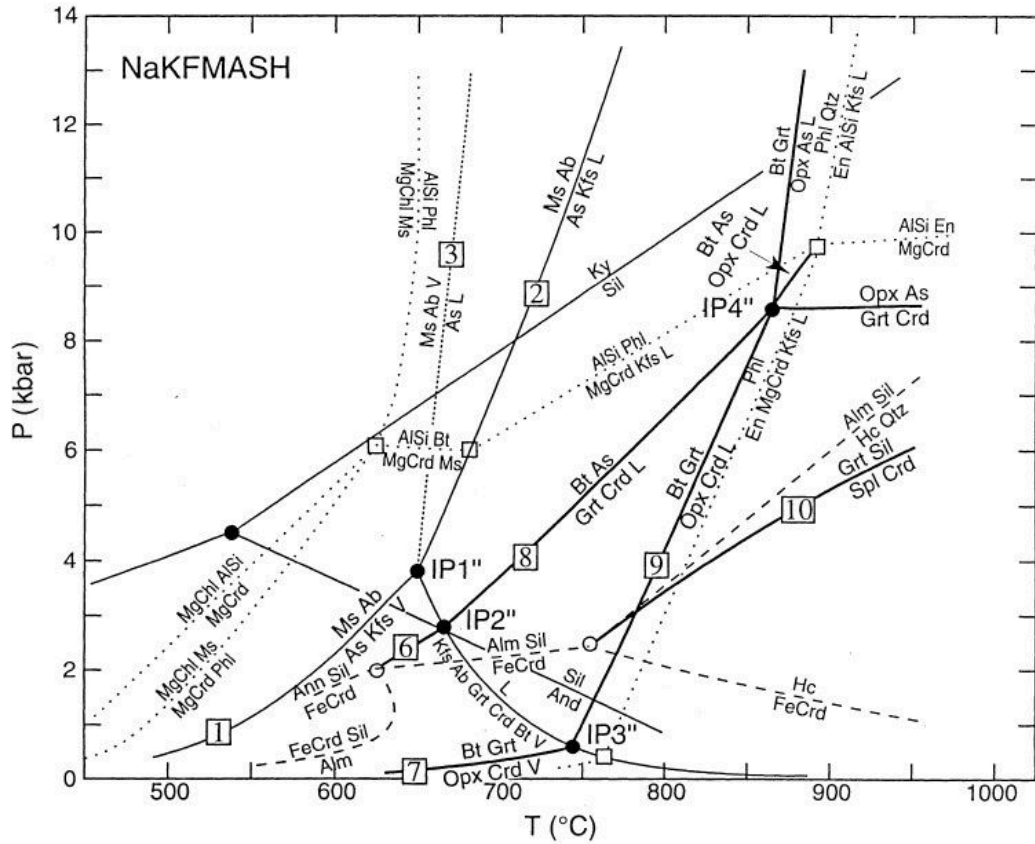 14
12
10
8
6
4
2
0
P (kbar)
NaKFMASH
MgChl Ms
AlSi Phl
Ms Ab V
As L
3
Ms Ab
As Kfs L
2
Ky
Sil
Bt Grt
Opx As L
Phl Qtz
En AlSi Kfs L
Bt As
Opx Crd L
AlSi En
MgCrd
IP4"
Opx As
Grt Crd
AlSi Phl
MgCrd Kfs L
Phl
En MgCrd Kfs L
AlSi Bt
MgCrd Ms
Alm Sil
Hc Qtz
Grt Sil
Spl Crd
10
Bt As
Grt Crd L
8
Bt Grt
Opx Crd L
9
MgChl AlSi
MgCrd
IP1"
Ms Ab
As Kfs V
IP2"
MgChl Ms
MgCrd Phl
6
Ann Sil
FeCrd
Alm Sil
FeCrd
Kfs Ab Grt Crd Bt V
L
Sil
And
Hc
FeCrd
1
FeCrd Sil
Alm
IP3"
Bt Grt
Opx Crd V
7
500
600
700
800
900
1000
T (°C)